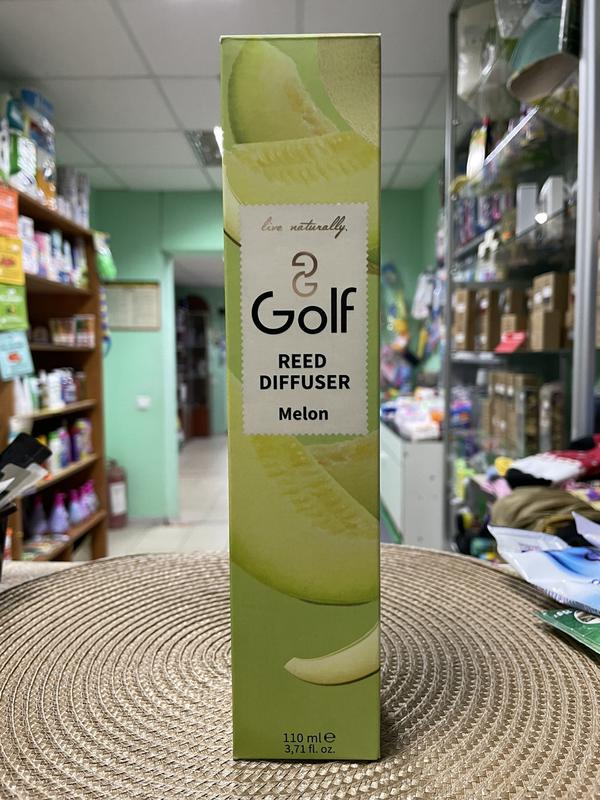 live naturally.
Golf
REED
DIFFUSER
Melon
110 ml ℮
3,71 fl. oz.